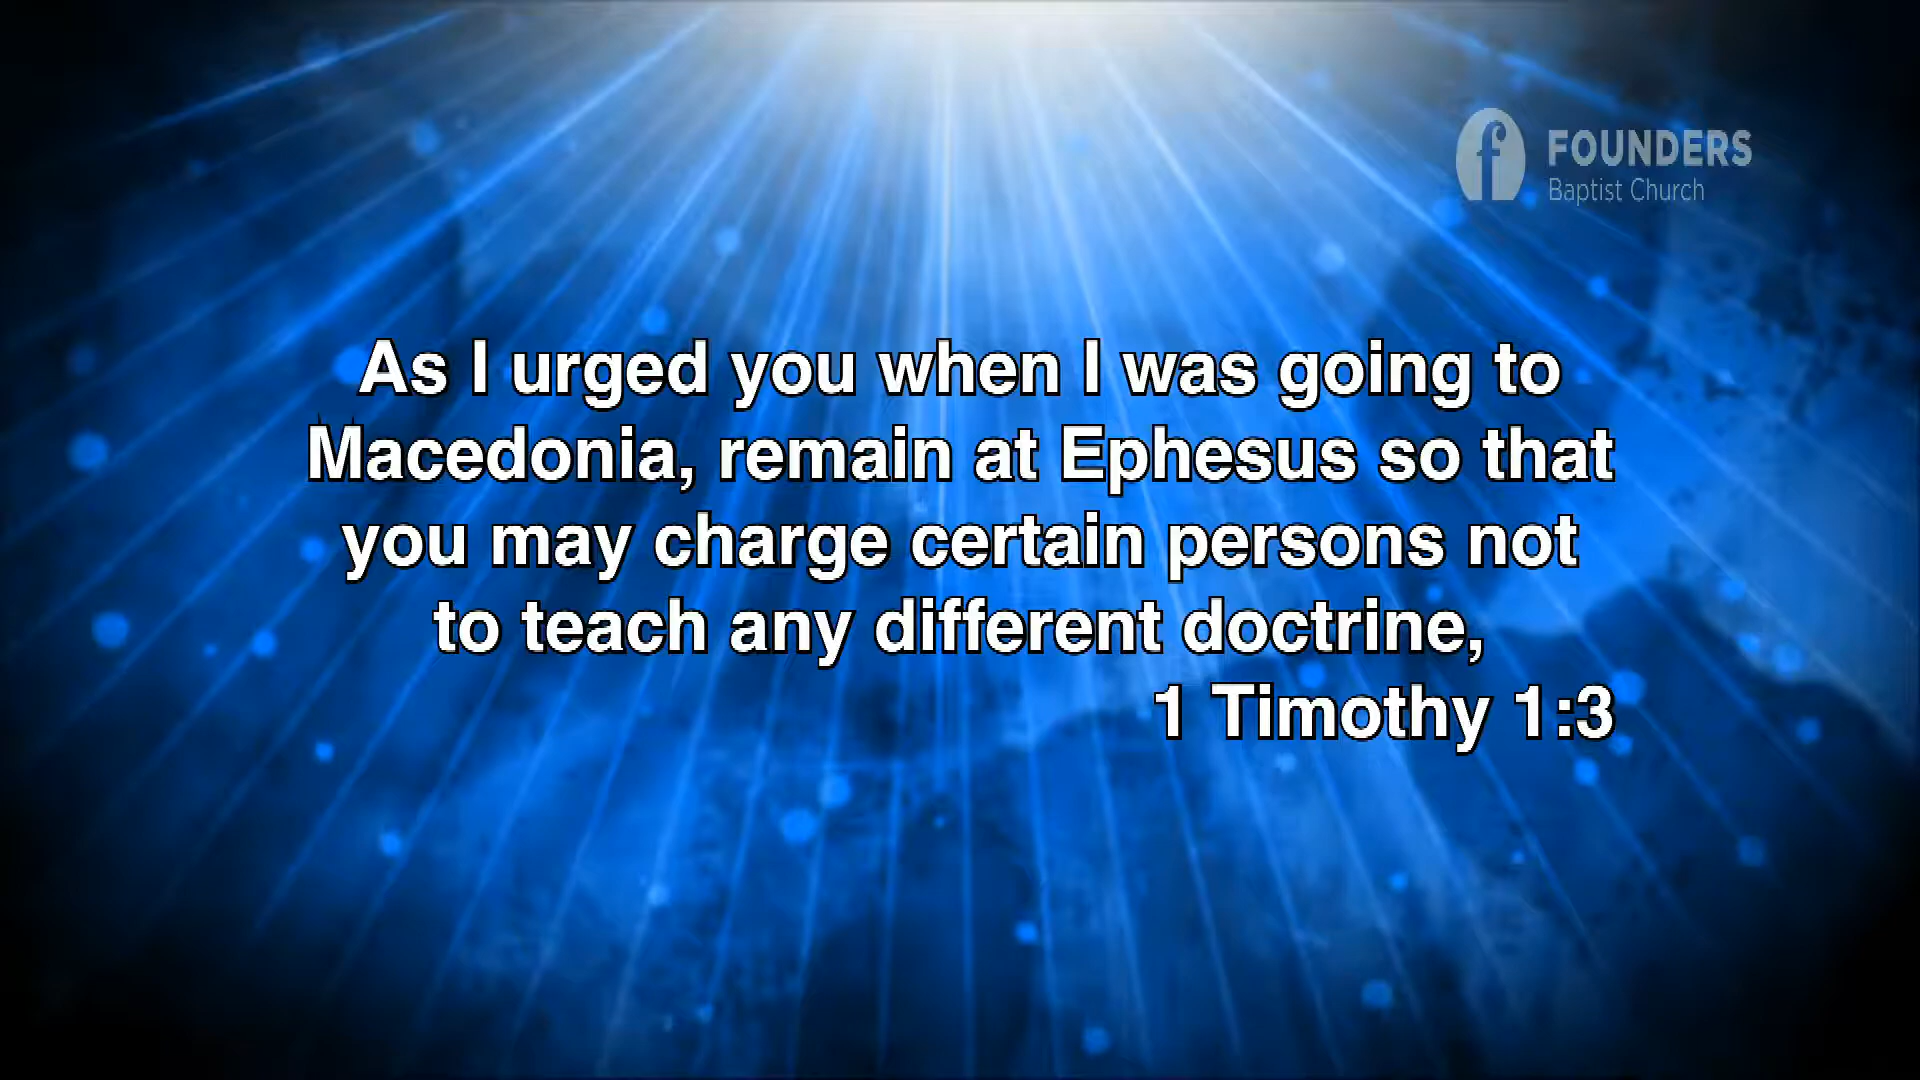 FOUNDERS
Baptist Church
As I urged you when I was going to
Macedonia, remain at Ephesus so that
you may charge certain persons not
to teach any different doctrine,
1 Timothy 1:3